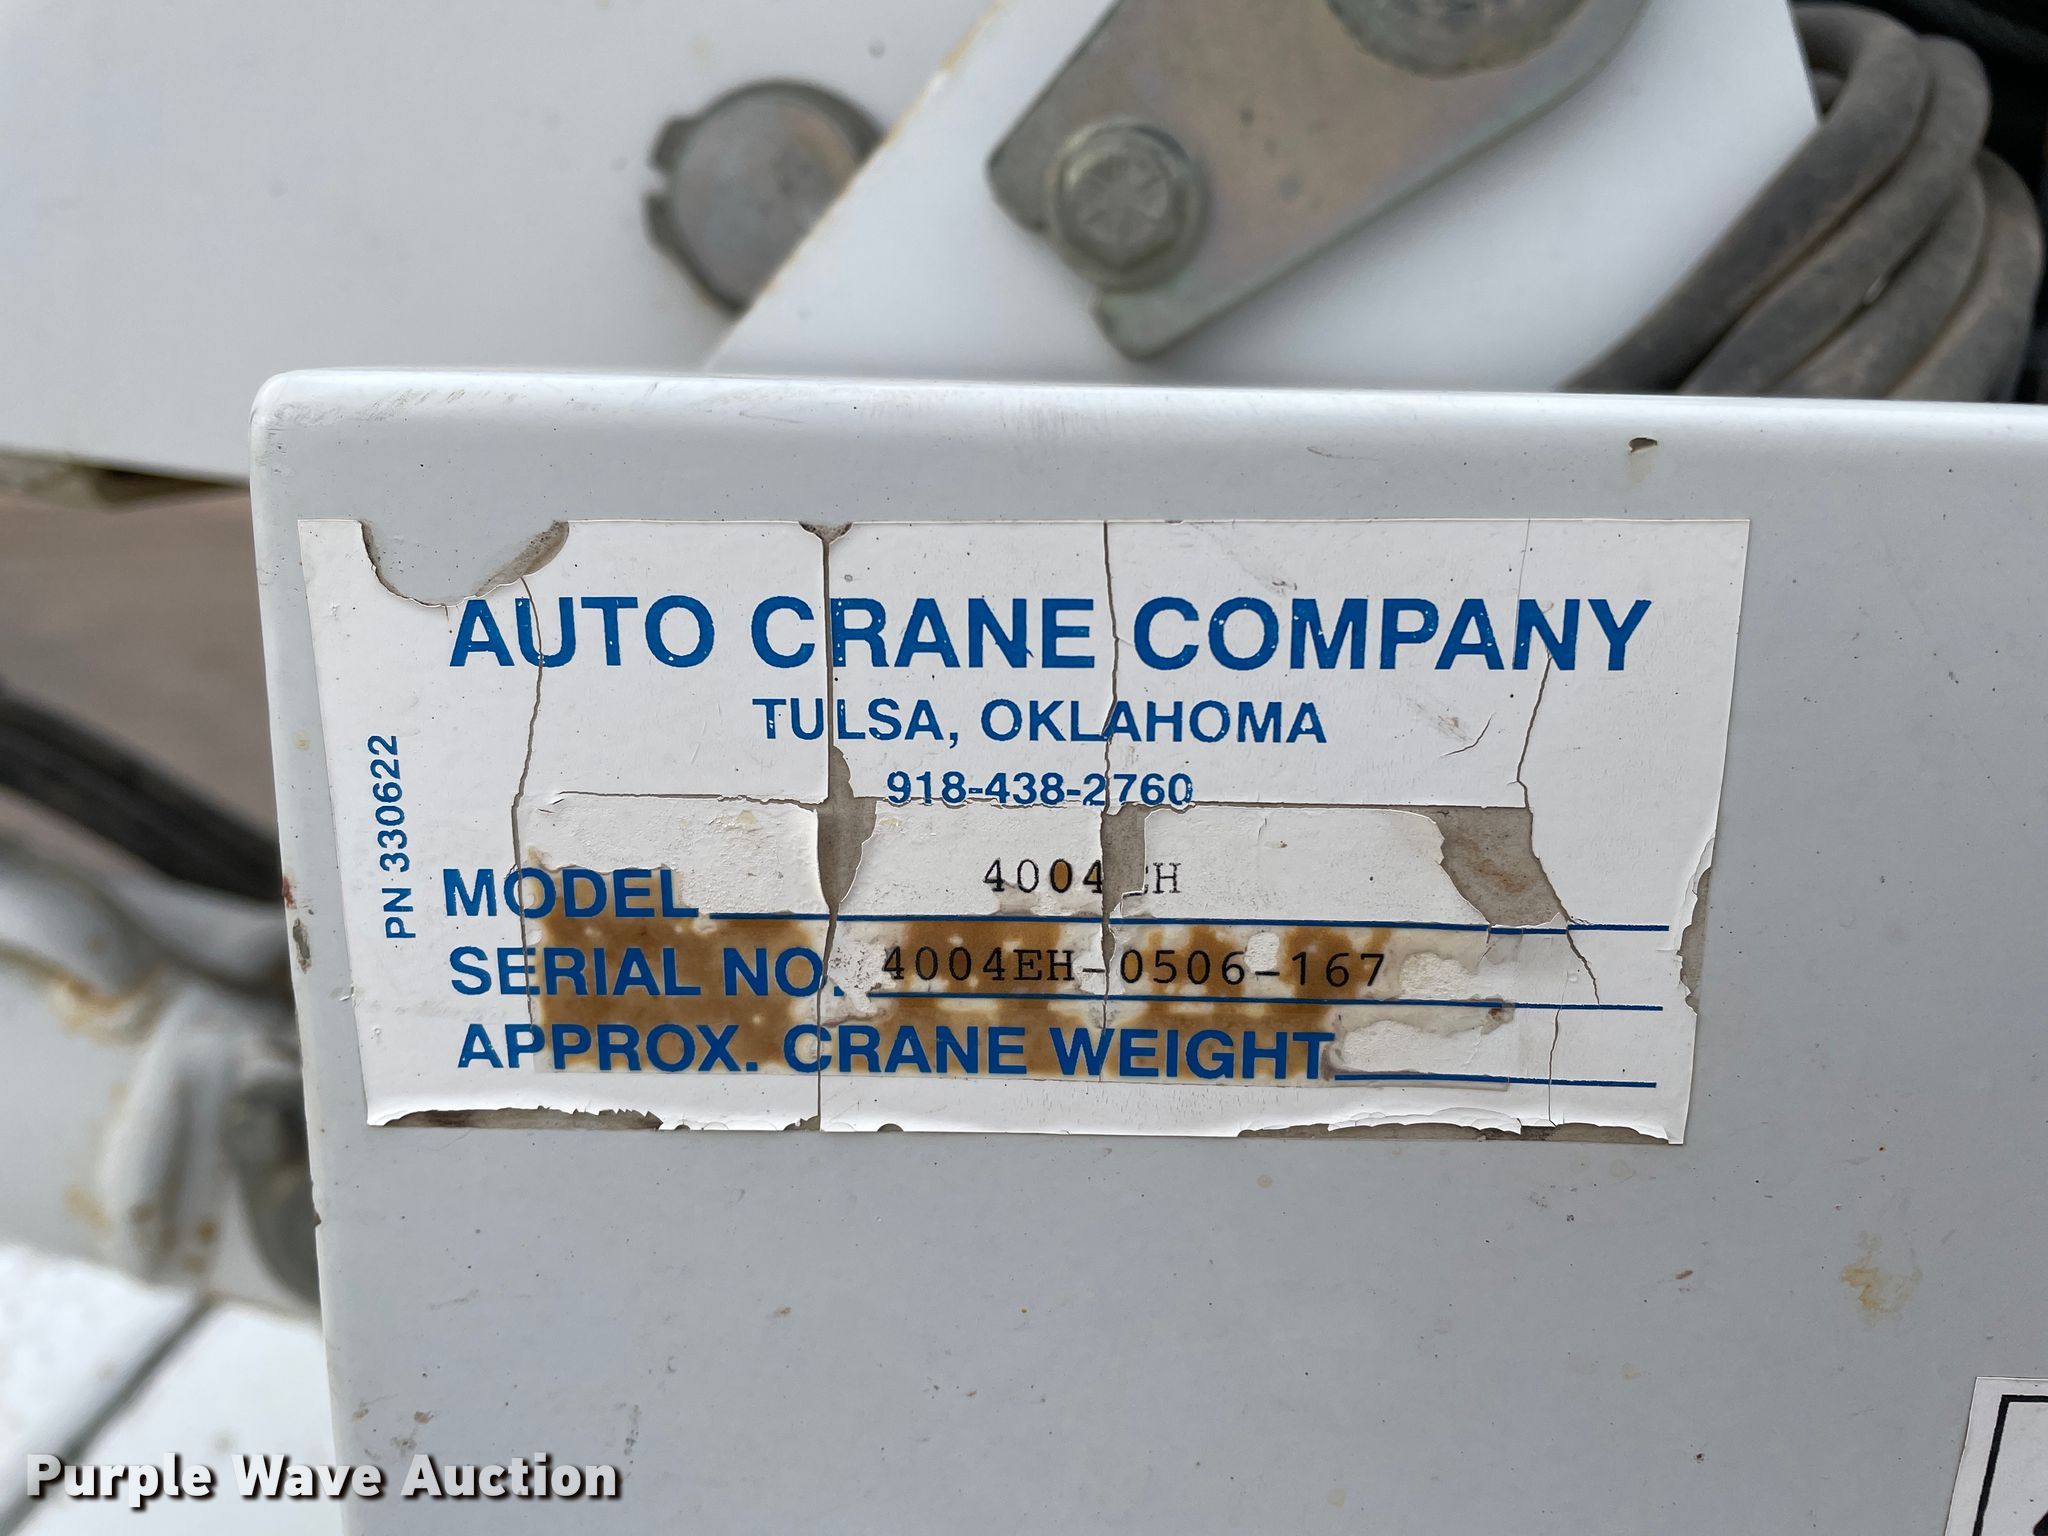 AUTO CRANE COMPANY
TULSA, OKLAHOMA
918-438-2760
PN 330622
MODEL 4004EH
SERIAL NO. 4004EH-0506-167
APPROX. CRANE WEIGHT
Purple Wave Auction